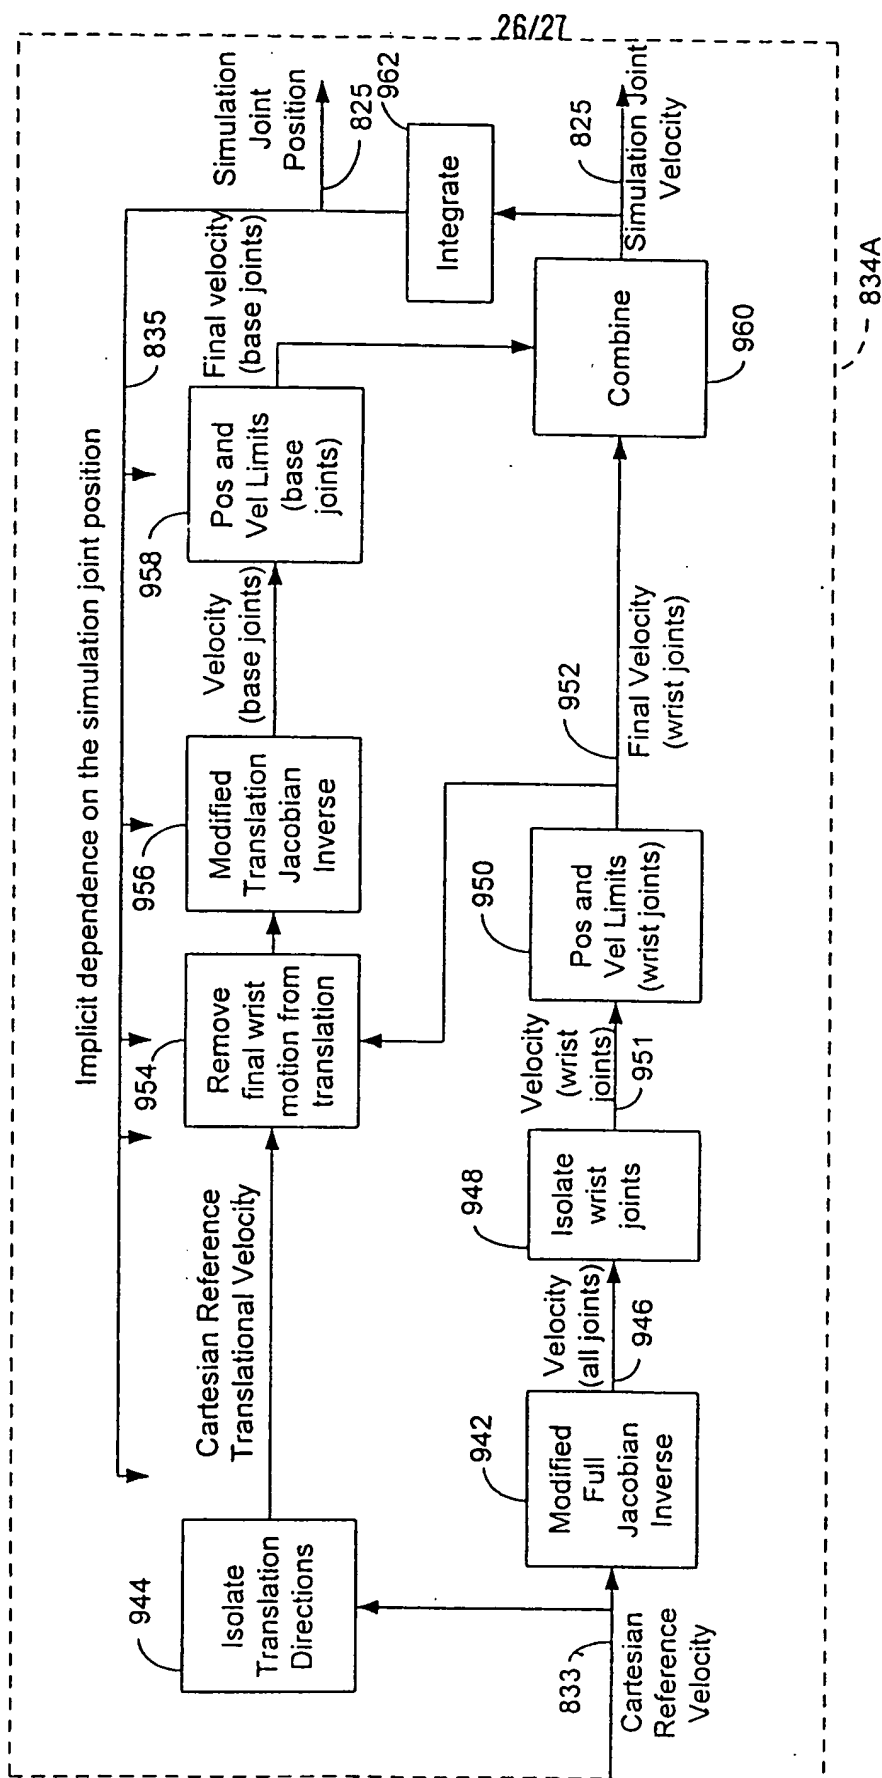 26/27
Implicit dependence on the simulation joint position
835
944
Isolate
Translation
Directions
Cartesian Reference
Translational Velocity
954
Remove
final wrist
motion from
translation
956
Modified
Translation
Jacobian
Inverse
Velocity
(base joints)
958
Pos and
Vel Limits
(base
joints)
Final velocity
(base joints)
Simulation
Joint
Position
825
962
Integrate
833
Cartesian
Reference
Velocity
942
Modified
Full
Jacobian
Inverse
Velocity
(all joints)
946
948
Isolate
wrist
joints
Velocity
(wrist
joints)
951
950
Pos and
Vel Limits
(wrist joints)
952
Final Velocity
(wrist joints)
Combine
960
825
Simulation Joint
Velocity
834A